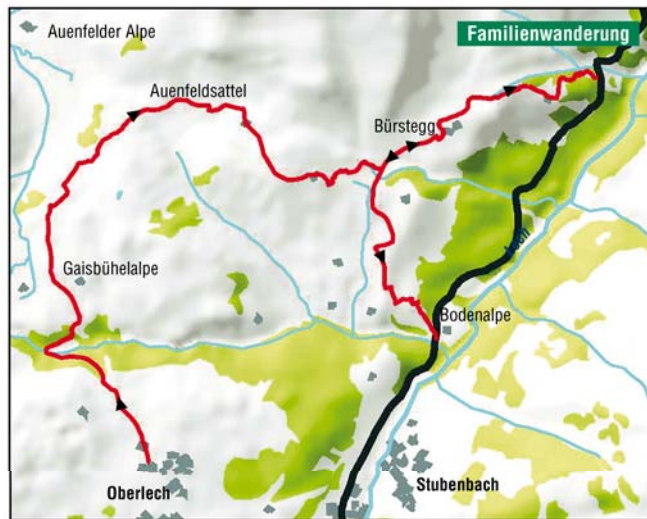 Auenfelder Alpe
Familienwanderung
Auenfeldsattel
Bürstegg
Gaisbühelalpe
Bodenalpe
Oberlech
Stubenbach